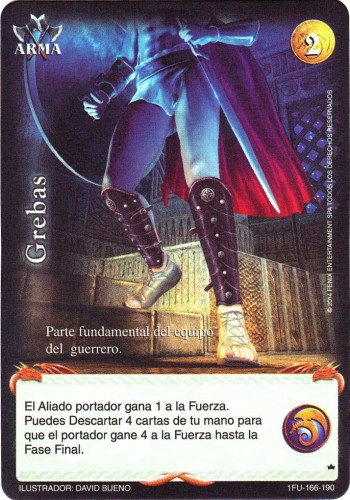 ARMA
2
Grebas
© 2014 FENIX ENTERTAINMENT SPA TODOS LOS DERECHOS RESERVADOS
Parte fundamental del equipo
del guerrero.
El Aliado portador gana 1 a la Fuerza.
Puedes Descartar 4 cartas de tu mano para
que el portador gane 4 a la Fuerza hasta la
Fase Final.
ILUSTRADOR: DAVID BUENO
1FU-166-190